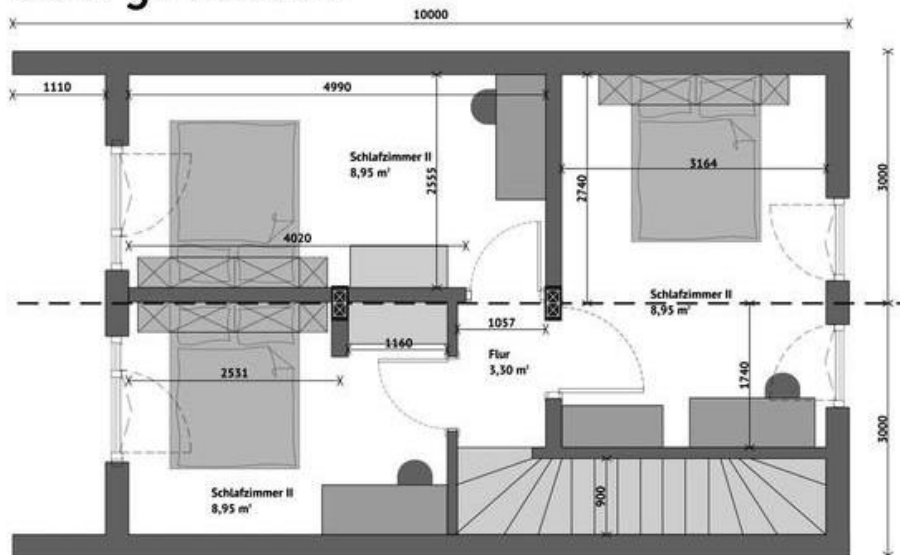 10000
1110
4990
Schlafzimmer II
8,95 m²
2555
2740
3164
3000
4020
Schlafzimmer II
8,95 m²
1057
1160
Flur
3,30 m²
2531
1740
3000
Schlafzimmer II
8,95 m²
900